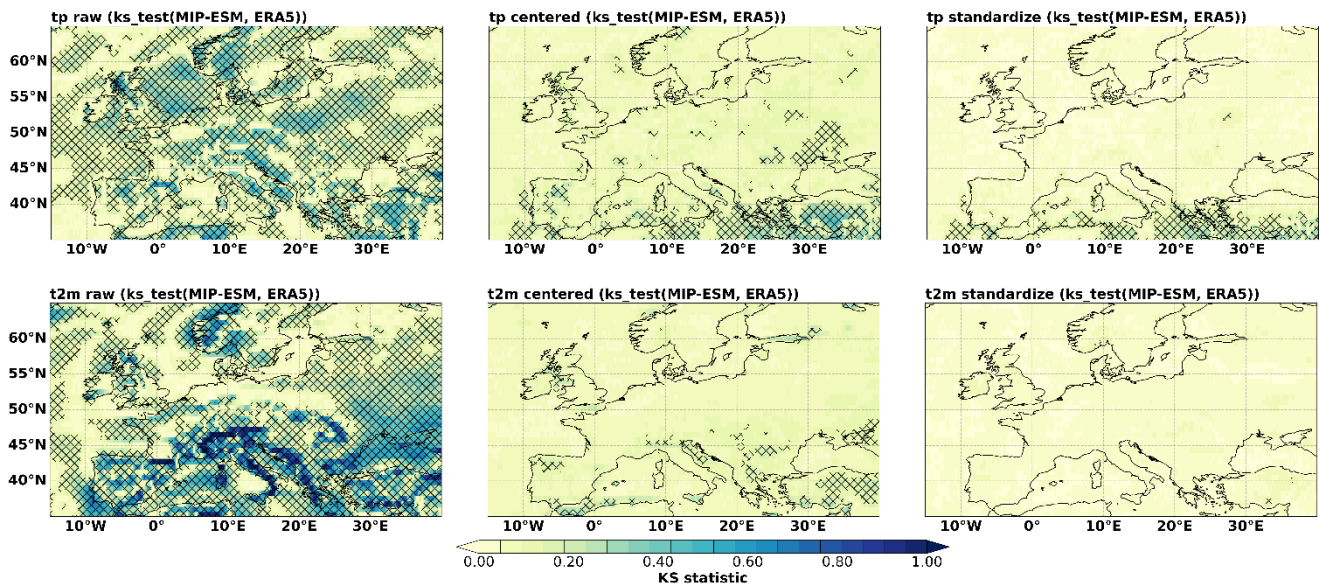 tp raw (ks_test(MIP-ESM, ERA5))
tp centered (ks_test(MIP-ESM, ERA5))
tp standardize (ks_test(MIP-ESM, ERA5))
60°N
55°N
50°N
45°N
40°N
10°W 0° 10°E 20°E 30°E
10°W 0° 10°E 20°E 30°E
10°W 0° 10°E 20°E 30°E
t2m raw (ks_test(MIP-ESM, ERA5))
t2m centered (ks_test(MIP-ESM, ERA5))
t2m standardize (ks_test(MIP-ESM, ERA5))
60°N
55°N
50°N
45°N
40°N
10°W 0° 10°E 20°E 30°E
10°W 0° 10°E 20°E 30°E
10°W 0° 10°E 20°E 30°E
0.00 0.20 0.40 0.60 0.80 1.00
KS statistic